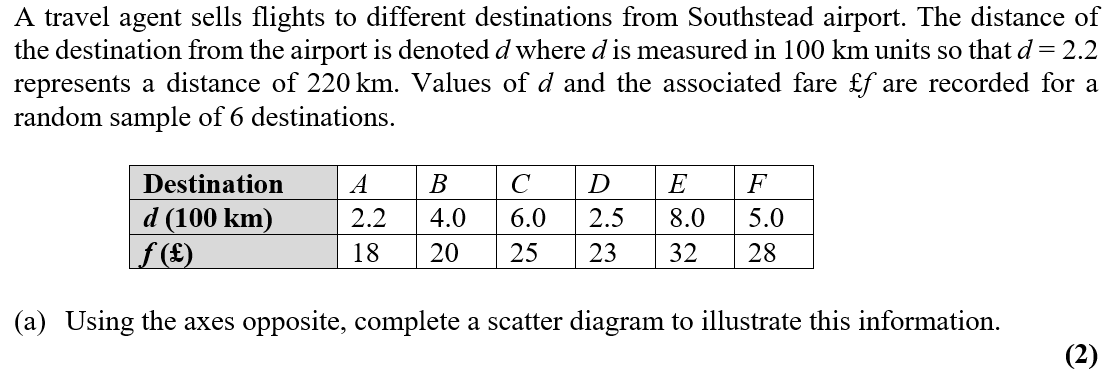 A travel agent sells flights to different destinations from Southstead airport. The distance of
the destination from the airport is denoted d where d is measured in 100 km units so that d = 2.2
represents a distance of 220 km. Values of d and the associated fare £f are recorded for a
random sample of 6 destinations.
Destination A B C D E F
d (100 km) 2.2 4.0 6.0 2.5 8.0 5.0
f (£) 18 20 25 23 32 28
(a) Using the axes opposite, complete a scatter diagram to illustrate this information.
(2)